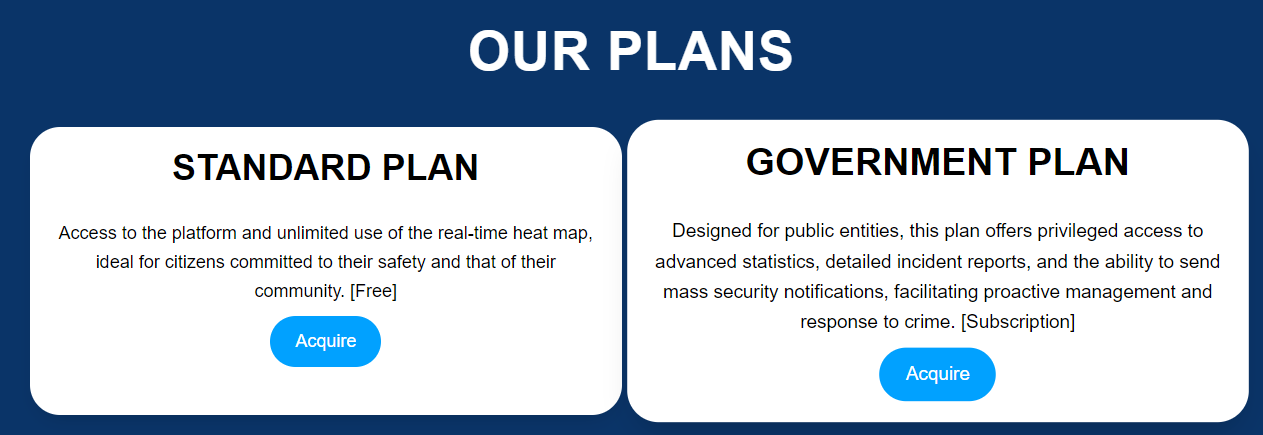 OUR PLANS
STANDARD PLAN
Access to the platform and unlimited use of the real-time heat map,
ideal for citizens committed to their safety and that of their
community. [Free]
Acquire
GOVERNMENT PLAN
Designed for public entities, this plan offers privileged access to
advanced statistics, detailed incident reports, and the ability to send
mass security notifications, facilitating proactive management and
response to crime. [Subscription]
Acquire